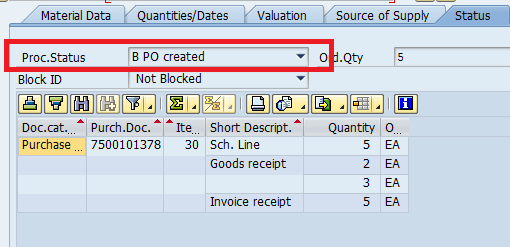 Material Data Quantities/Dates Valuation Source of Supply Status
Proc.Status B PO created Ord.Qty 5
Block ID Not Blocked
Doc.cat... Purch.Doc. Ite... Short Descript. Quantity O...
Purchase ... 7500101378 30 Sch. Line 5 EA
Goods receipt 2 EA
3 EA
Invoice receipt 5 EA